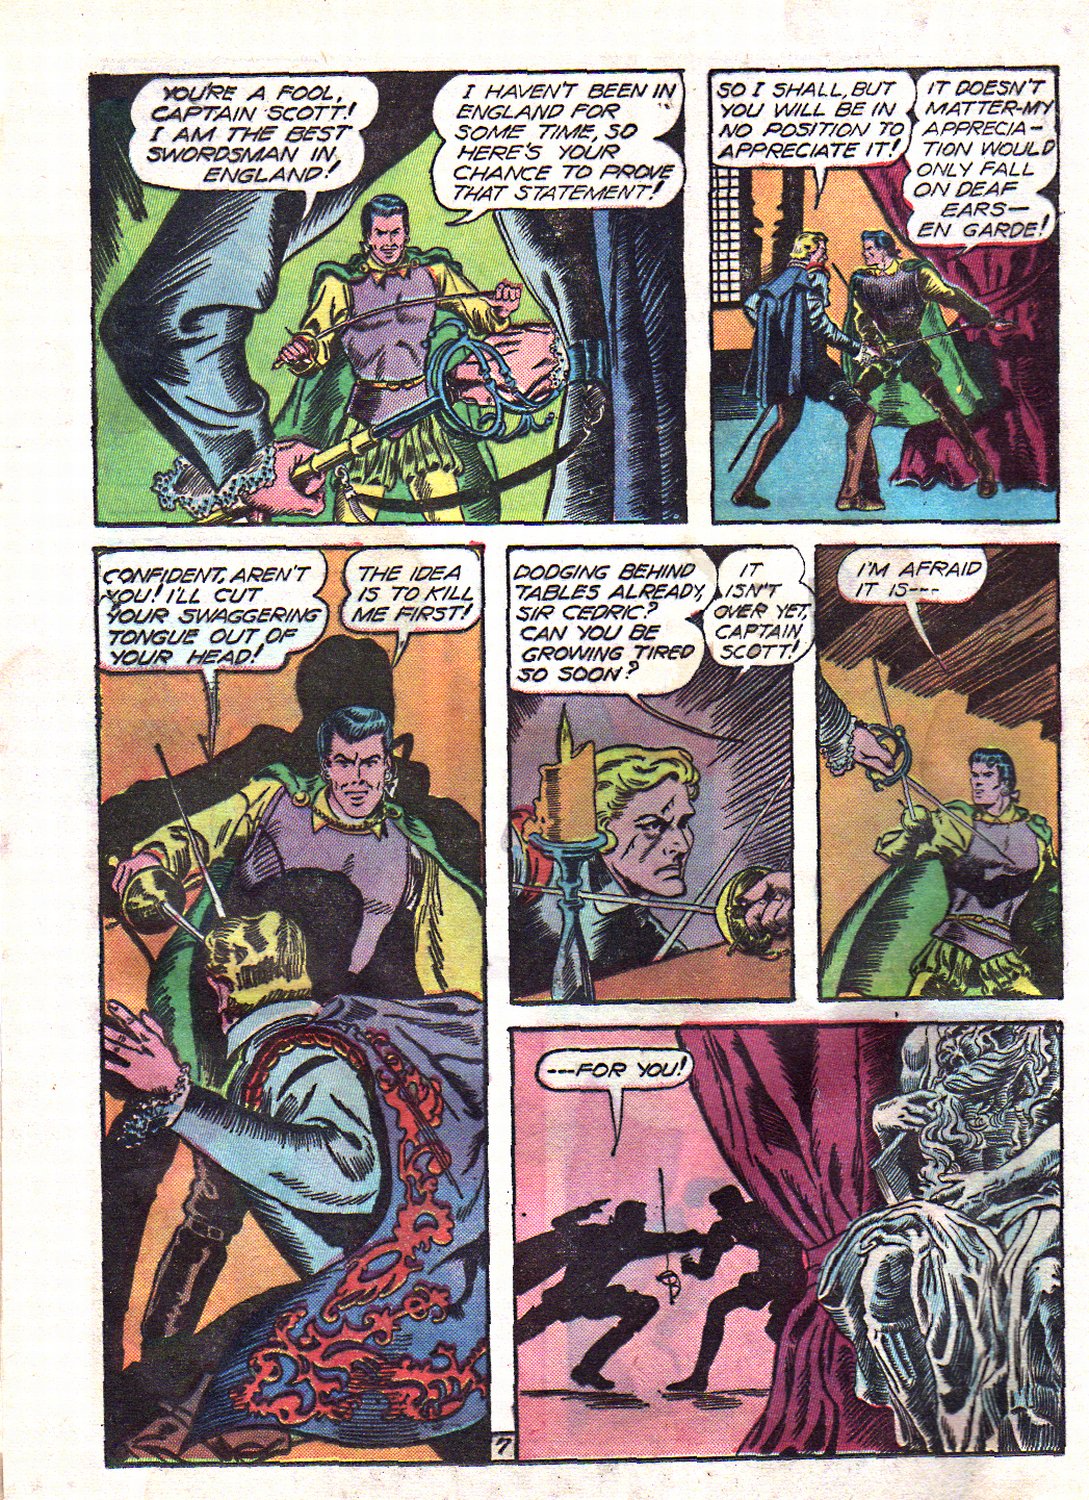 YOU'RE A FOOL,
CAPTAIN SCOTT!
I AM THE BEST
SWORDSMAN IN
ENGLAND!
I HAVEN'T BEEN IN
ENGLAND FOR
SOME TIME, SO
HERE'S YOUR
CHANCE TO PROVE
THAT STATEMENT!
SO I SHALL, BUT
YOU WILL BE IN
NO POSITION TO
APPRECIATE IT!
IT DOESN'T
MATTER-MY
APPRECIA-
TION WOULD
ONLY FALL
ON DEAF
EARS—
EN GARDE!
CONFIDENT, AREN'T
YOU! I'LL CUT
YOUR SWAGGERING
TONGUE OUT OF
YOUR HEAD!
THE IDEA
IS TO KILL
ME FIRST!
DODGING BEHIND
TABLES ALREADY,
SIR CEDRIC?
CAN YOU BE
GROWING TIRED
SO SOON?
IT
ISN'T
OVER YET,
CAPTAIN
SCOTT!
I'M AFRAID
IT IS---
---FOR YOU!
7